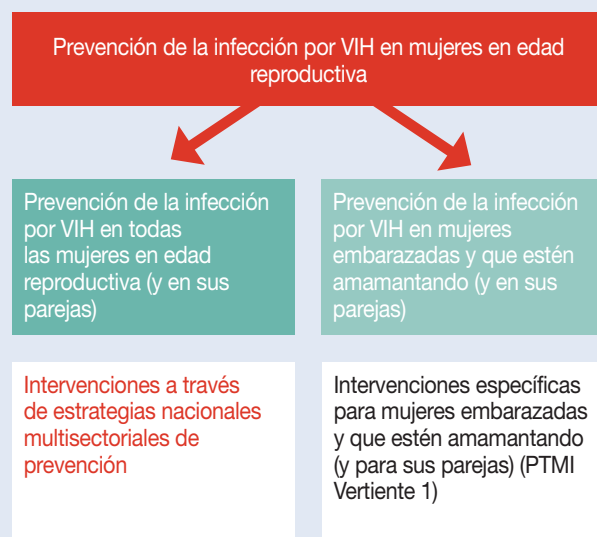 Prevención de la infección por VIH en mujeres en edad
reproductiva
Prevención de la infección
por VIH en todas
las mujeres en edad
reproductiva (y en sus
parejas)
Prevención de la infección
por VIH en mujeres
embarazadas y que estén
amamantando (y en sus
parejas)
Intervenciones a través
de estrategias nacionales
multisectoriales de
prevención
Intervenciones específicas
para mujeres embarazadas
y que estén amamantando
(y para sus parejas) (PTMI
Vertiente 1)